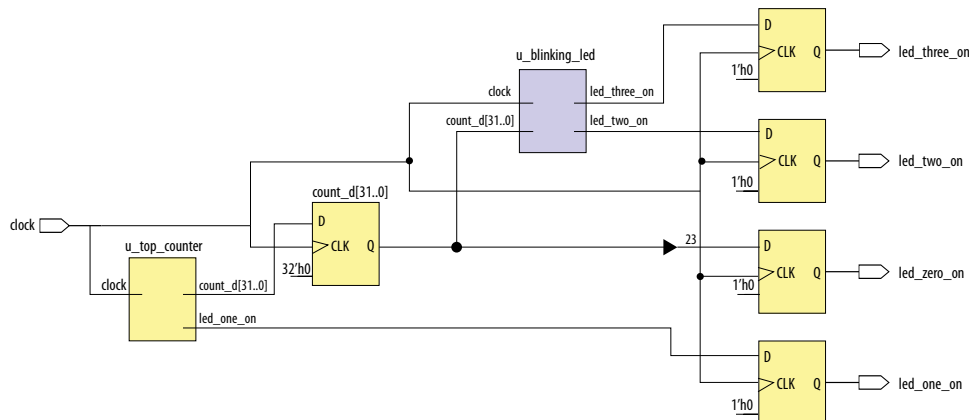 D
CLK Q
1'h0
led_three_on
u_blinking_led
clock
led_three_on
count_d[31..0]
led_two_on
D
CLK Q
1'h0
led_two_on
count_d[31..0]
D
CLK Q
32'h0
clock
u_top_counter
clock
count_d[31..0]
led_one_on
23
D
CLK Q
1'h0
led_zero_on
D
CLK Q
1'h0
led_one_on